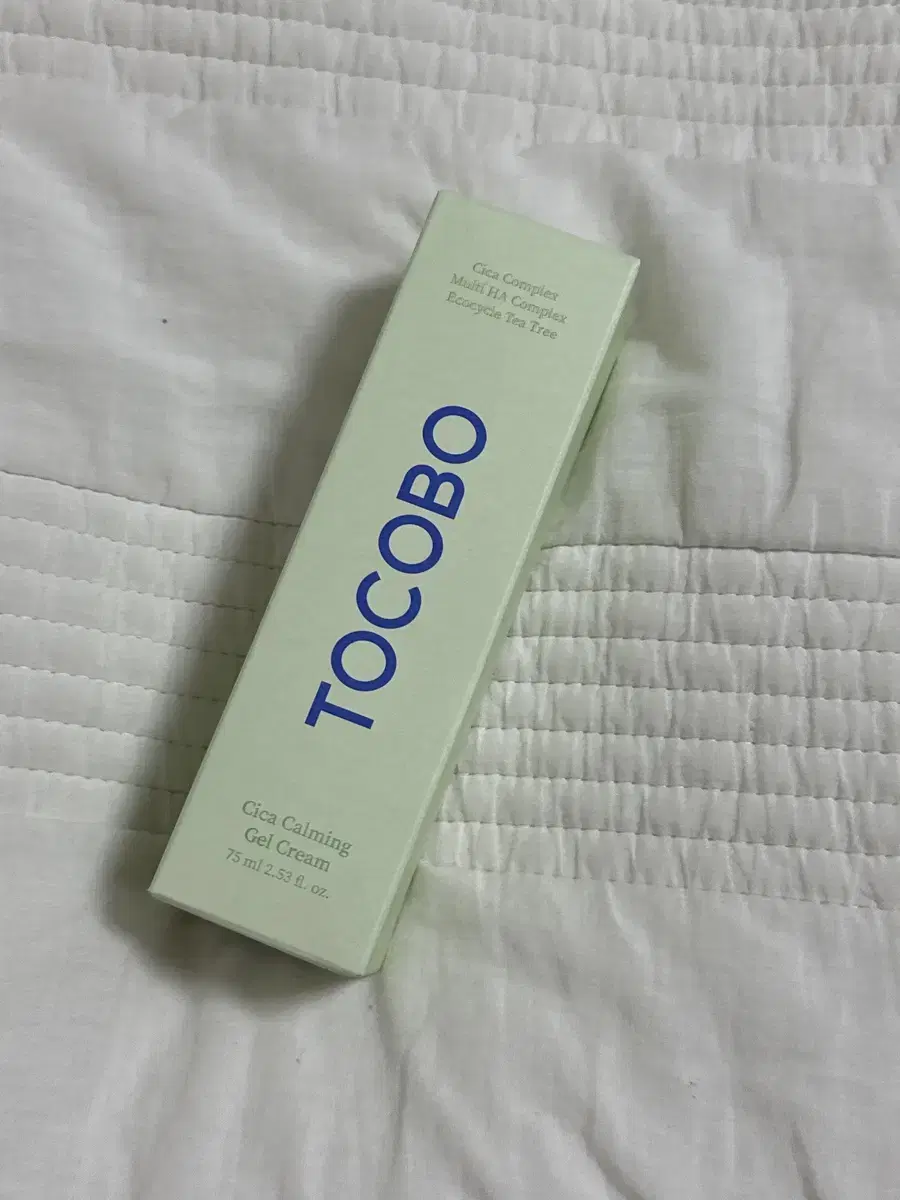 Cica Complex
Multi HA Complex
Ecocycle Tea Tree
TOCOBO
Cica Calming
Gel Cream
75 ml 2.53 fl. oz.